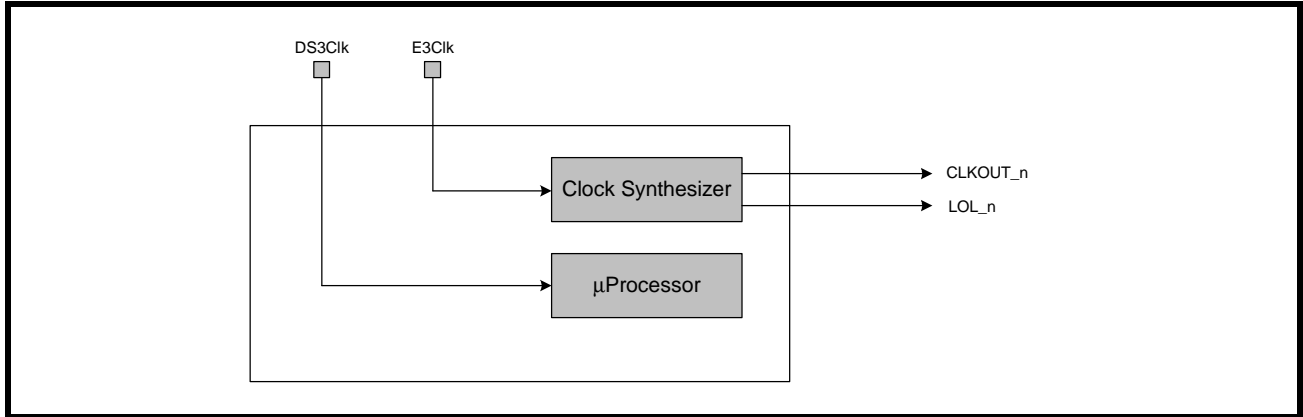 DS3Clk
E3Clk
Clock Synthesizer
CLKOUT_n
LOL_n
μProcessor